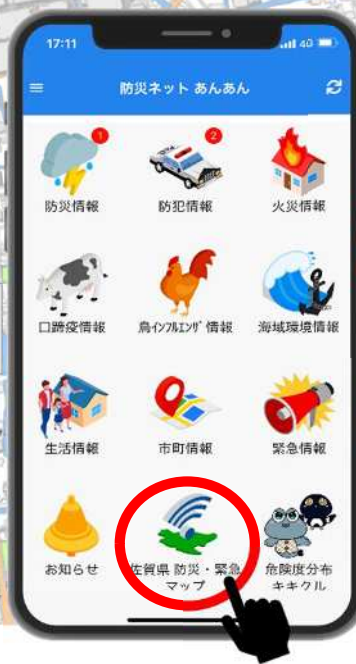 17:11
4G
防災ネット あんあん
1
2
防災情報
防犯情報
火災情報
口蹄疫情報
鳥インフルエンザ情報
海域環境情報
生活情報
市町情報
緊急情報
お知らせ
佐賀県 防災・緊急
マップ
危険度分布
キキクル